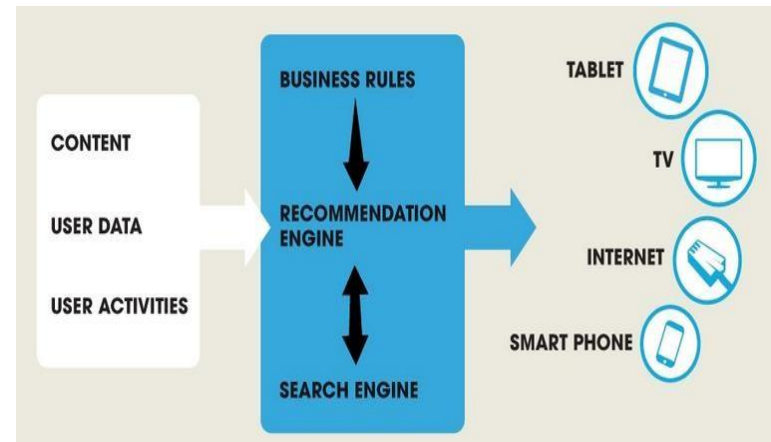 CONTENT
USER DATA
USER ACTIVITIES
BUSINESS RULES
RECOMMENDATION
ENGINE
SEARCH ENGINE
TABLET
TV
INTERNET
SMART PHONE